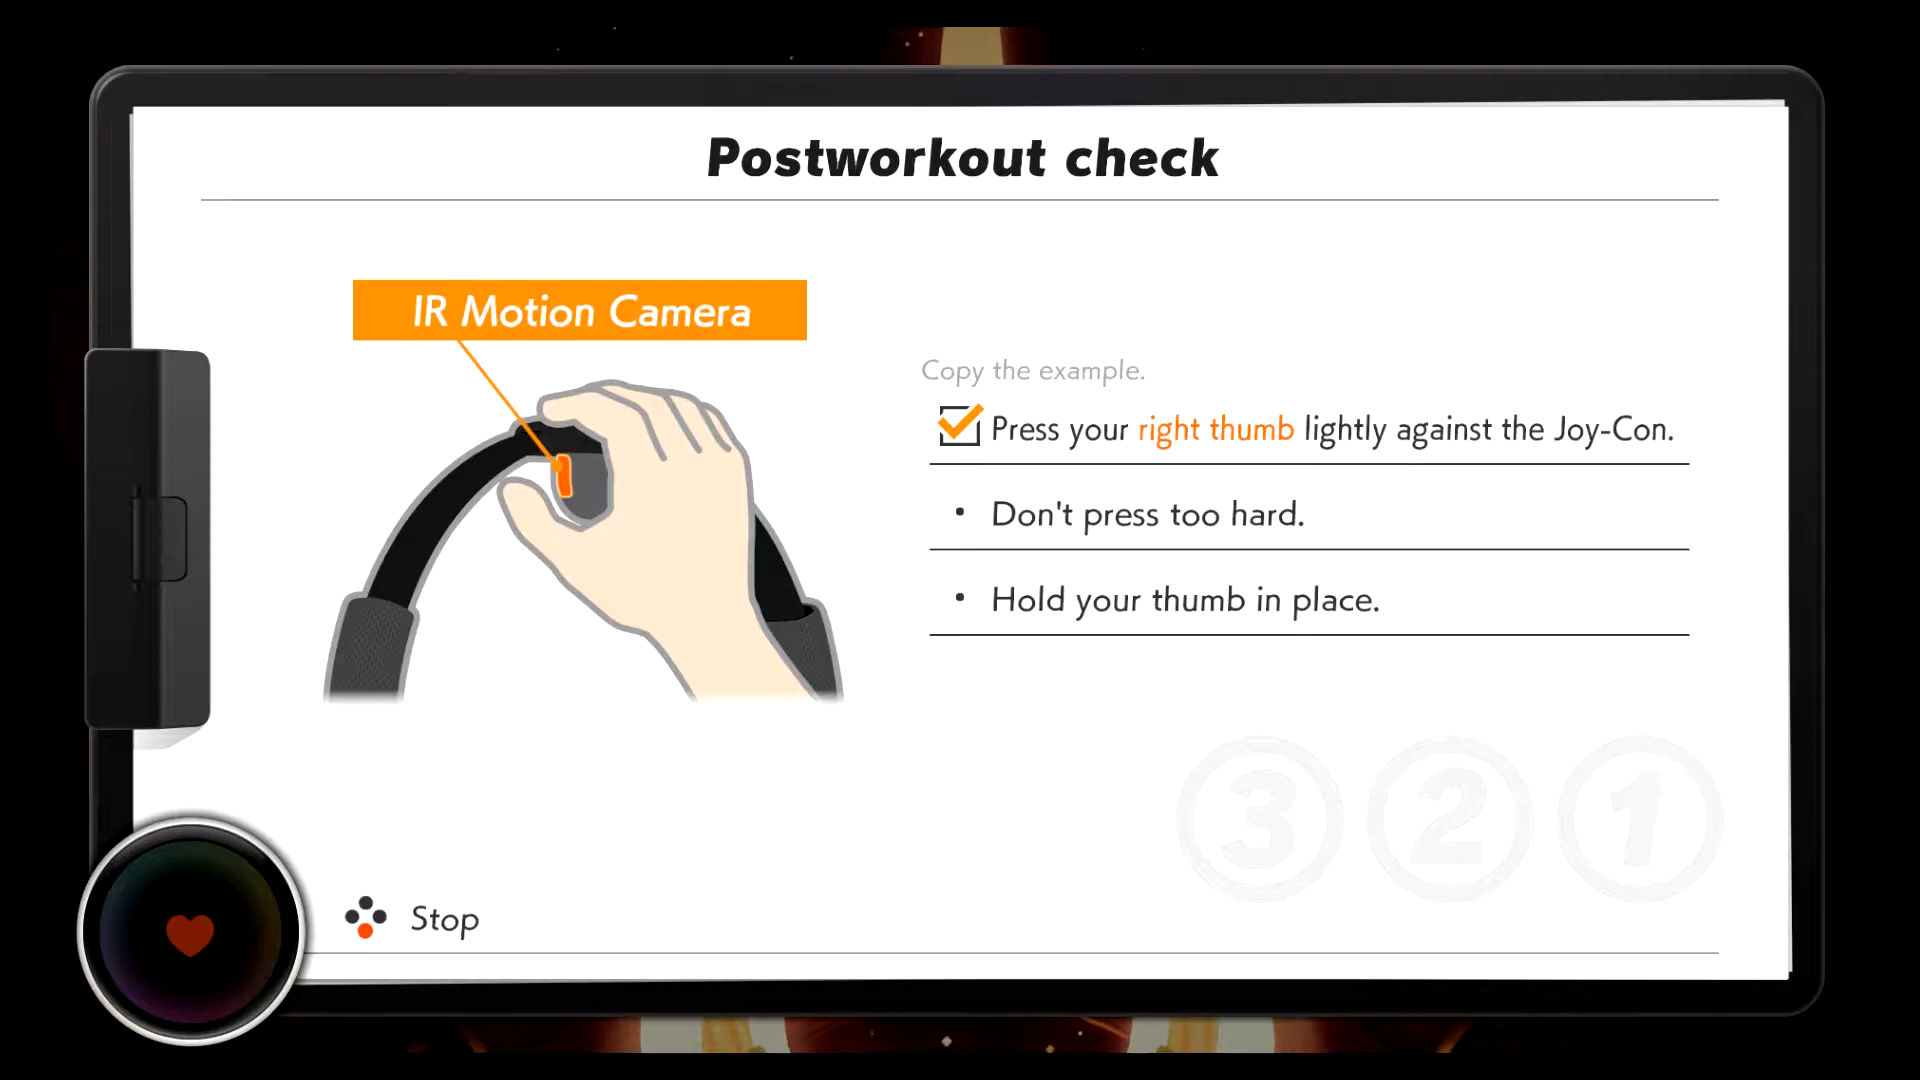 Postworkout check
IR Motion Camera
Copy the example.
Press your right thumb lightly against the Joy-Con.
• Don't press too hard.
• Hold your thumb in place.
3 2 1
Stop